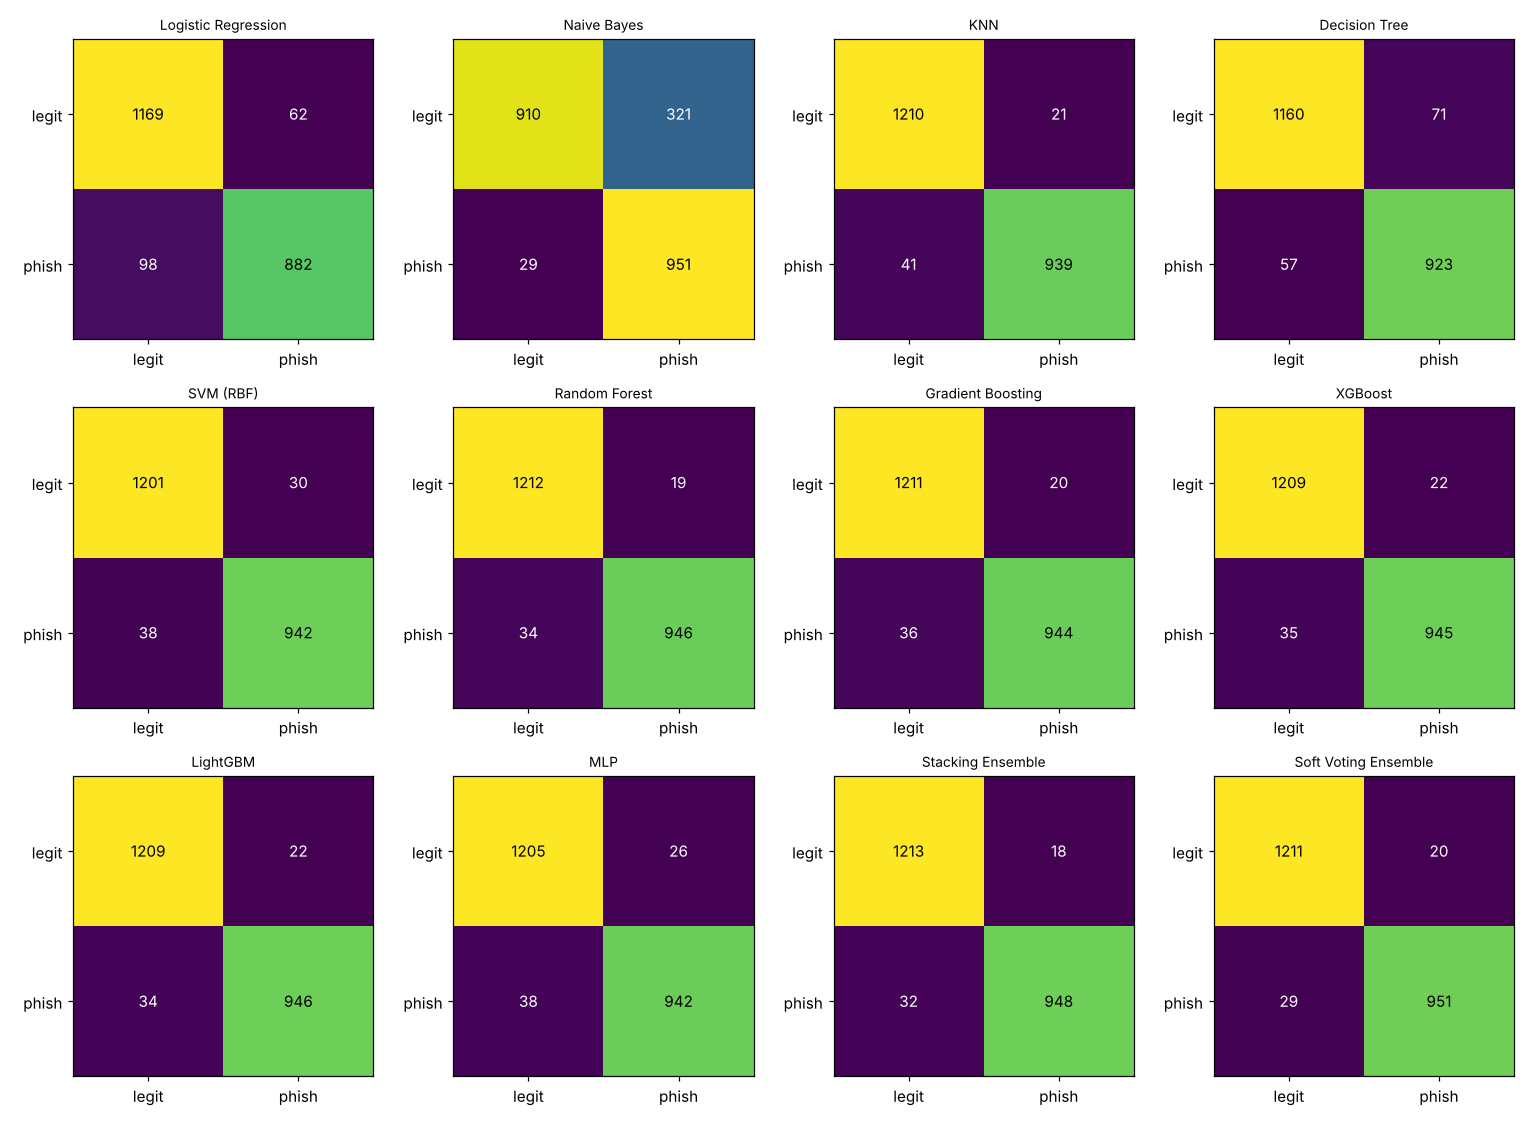 Logistic Regression
legit 1169 62
phish 98 882
legit phish
Naive Bayes
legit 910 321
phish 29 951
legit phish
KNN
legit 1210 21
phish 41 939
legit phish
Decision Tree
legit 1160 71
phish 57 923
legit phish
SVM (RBF)
legit 1201 30
phish 38 942
legit phish
Random Forest
legit 1212 19
phish 34 946
legit phish
Gradient Boosting
legit 1211 20
phish 36 944
legit phish
XGBoost
legit 1209 22
phish 35 945
legit phish
LightGBM
legit 1209 22
phish 34 946
legit phish
MLP
legit 1205 26
phish 38 942
legit phish
Stacking Ensemble
legit 1213 18
phish 32 948
legit phish
Soft Voting Ensemble
legit 1211 20
phish 29 951
legit phish